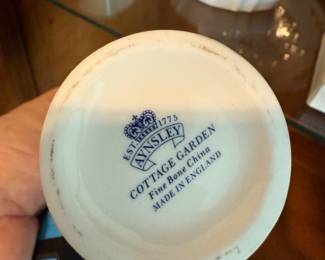 EST. 1775
AYNSLEY
COTTAGE GARDEN
Fine Bone China
MADE IN ENGLAND